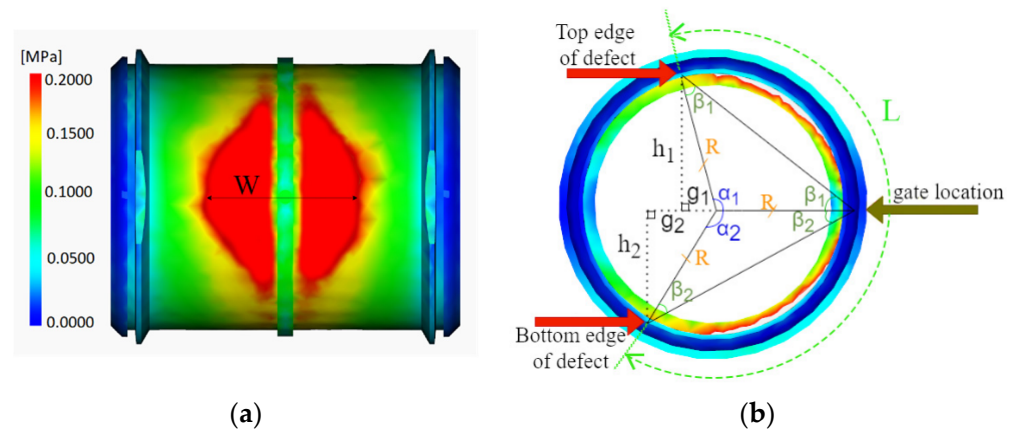 [MPa]
0.2000
0.1500
0.1000
0.0500
0.0000
W
(a)
Top edge
of defect
β1
L
R
h1
g1
α1
R
β1
β2
gate location
g2
α2
h2
R
β2
Bottom edge
of defect
(b)